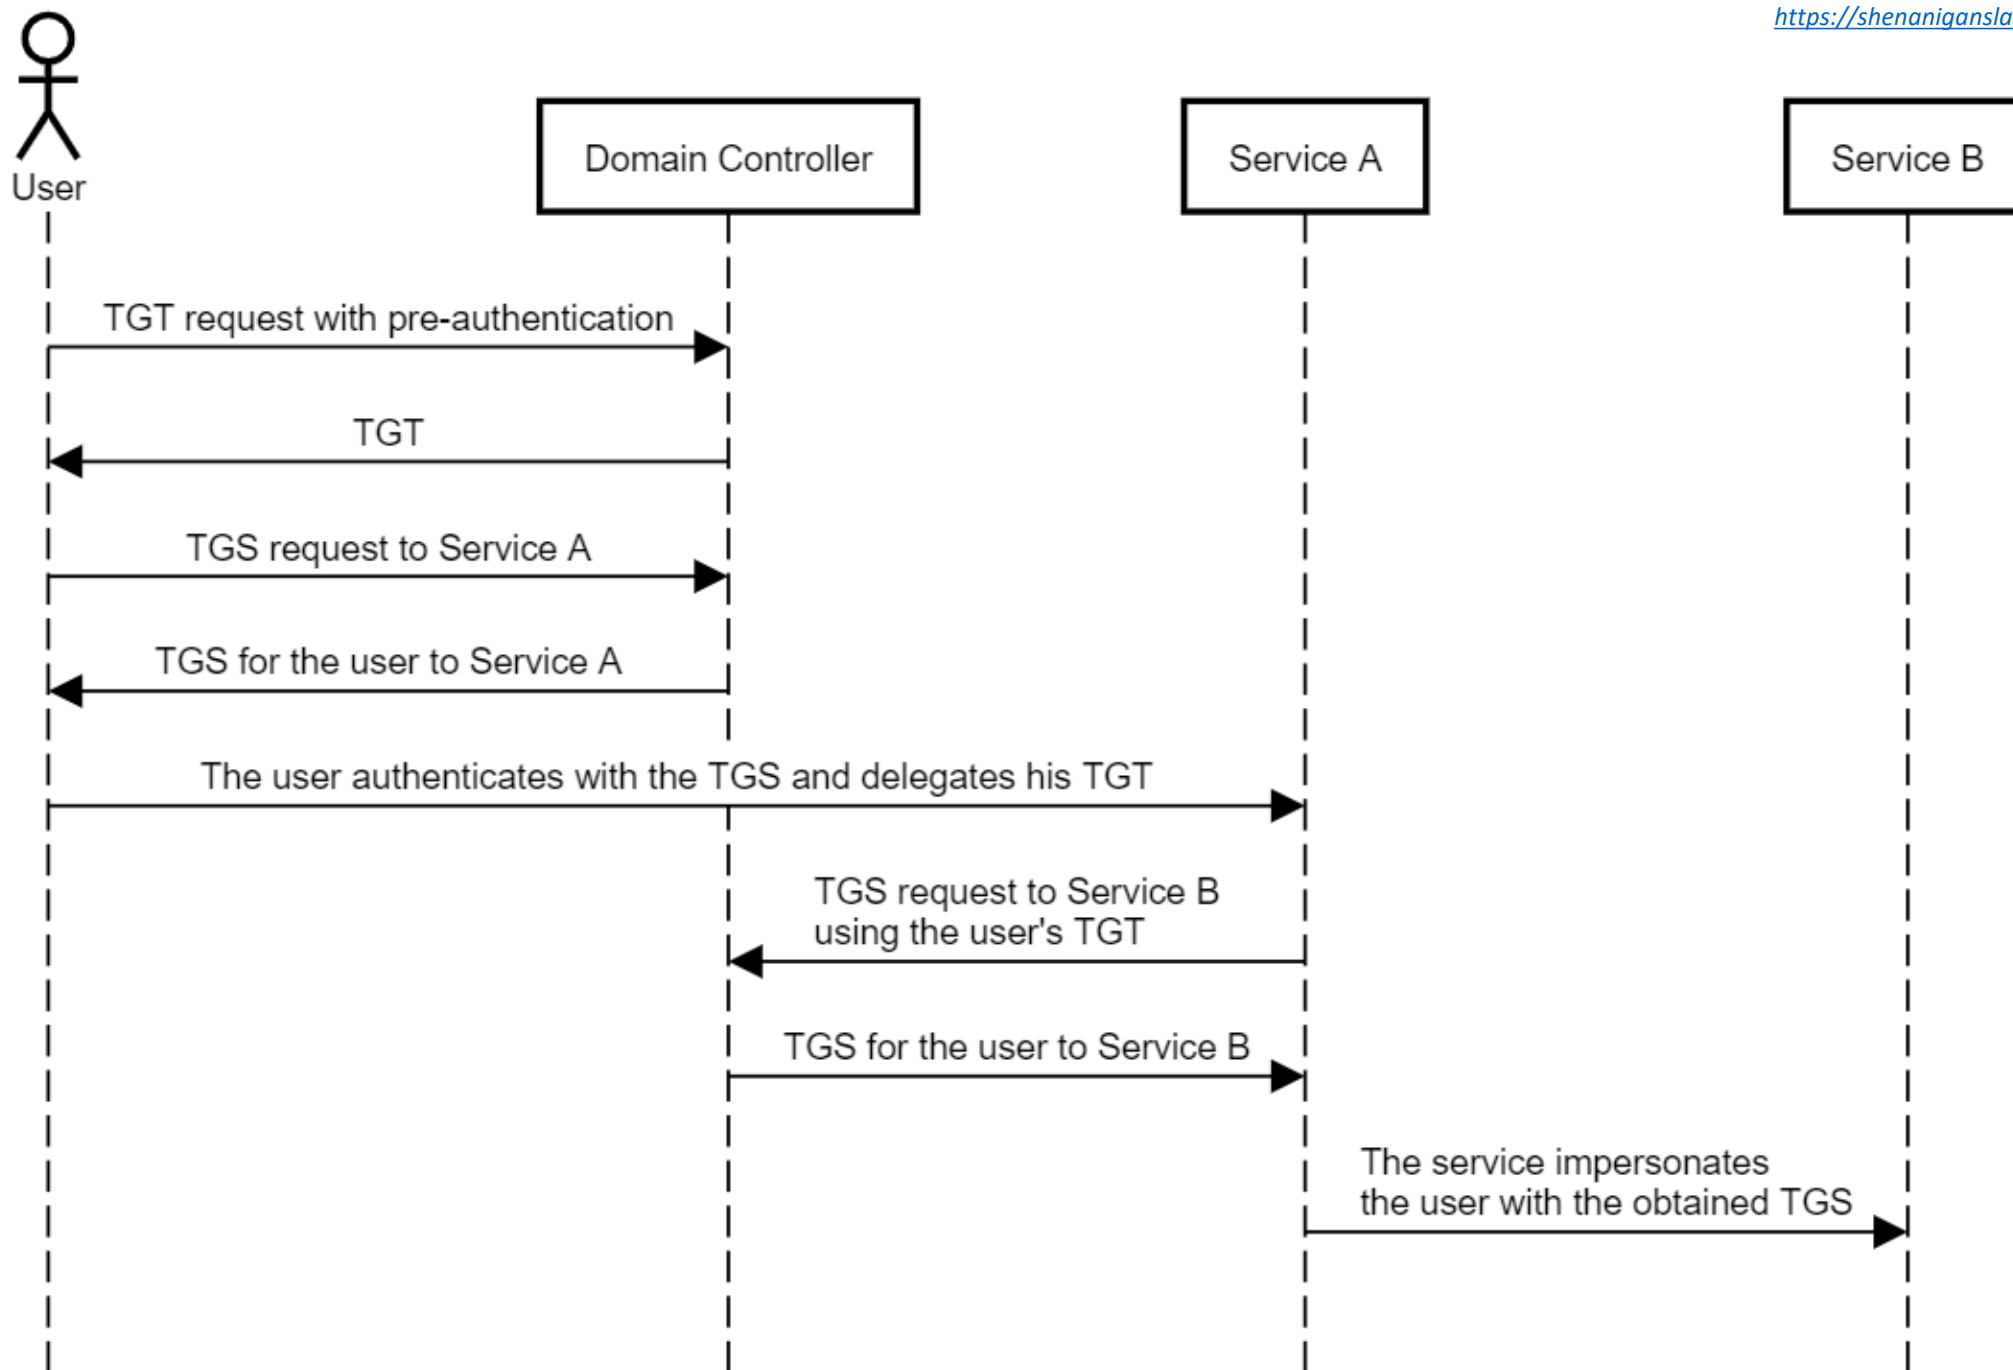 https://shenanigansla
User
Domain Controller
Service A
Service B
TGT request with pre-authentication
TGT
TGS request to Service A
TGS for the user to Service A
The user authenticates with the TGS and delegates his TGT
TGS request to Service B
using the user's TGT
TGS for the user to Service B
The service impersonates
the user with the obtained TGS